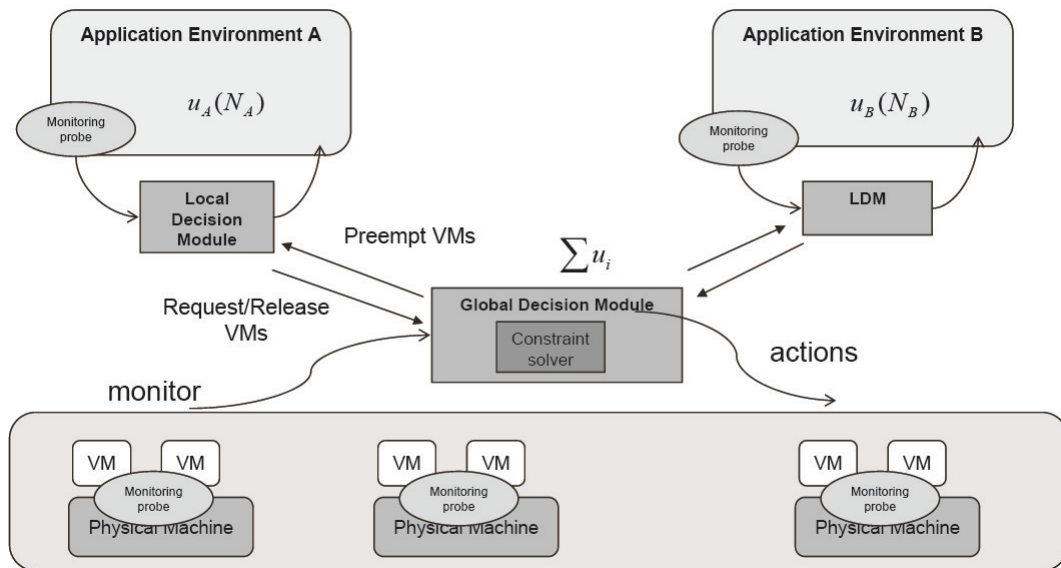 Application Environment A
Application Environment B
u_A(N_A)
u_B(N_B)
Monitoring
probe
Monitoring
probe
Local
Decision
Module
LDM
Preempt VMs
∑u_i
Request/Release
VMs
Global Decision Module
Constraint
solver
actions
monitor
VM
VM
VM
VM
VM
VM
Monitoring
probe
Monitoring
probe
Monitoring
probe
Physical Machine
Physical Machine
Physical Machine